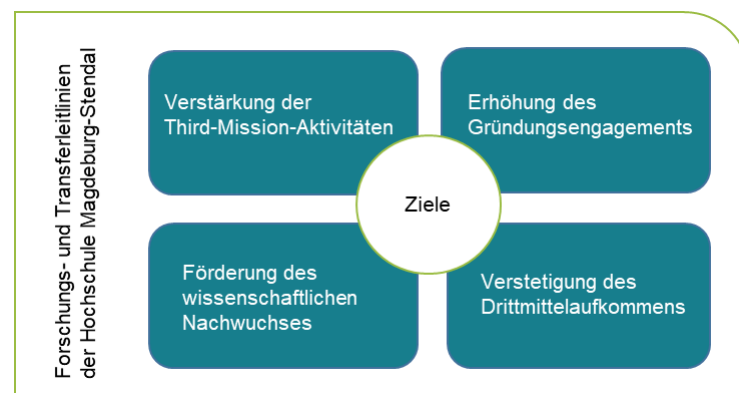 Forschungs- und Transferleitlinien
der Hochschule Magdeburg-Stendal
Verstärkung der
Third-Mission-Aktivitäten
Erhöhung des
Gründungsengagements
Ziele
Förderung des
wissenschaftlichen
Nachwuchses
Verstetigung des
Drittmittelaufkommens